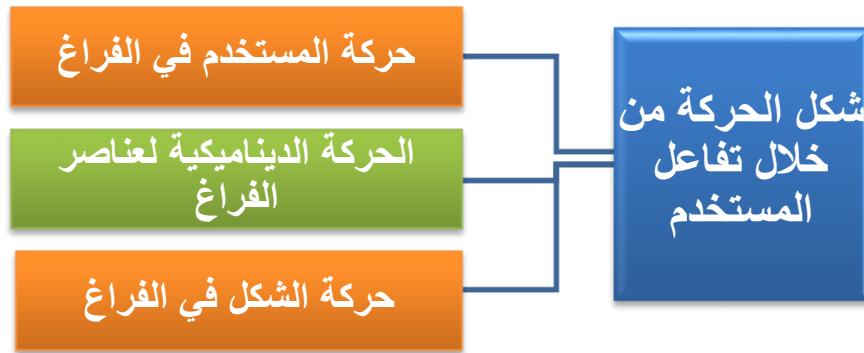 شكل الحركة من
خلال تفاعل
المستخدم
حركة المستخدم في الفراغ
الحركة الديناميكية لعناصر
الفراغ
حركة الشكل في الفراغ